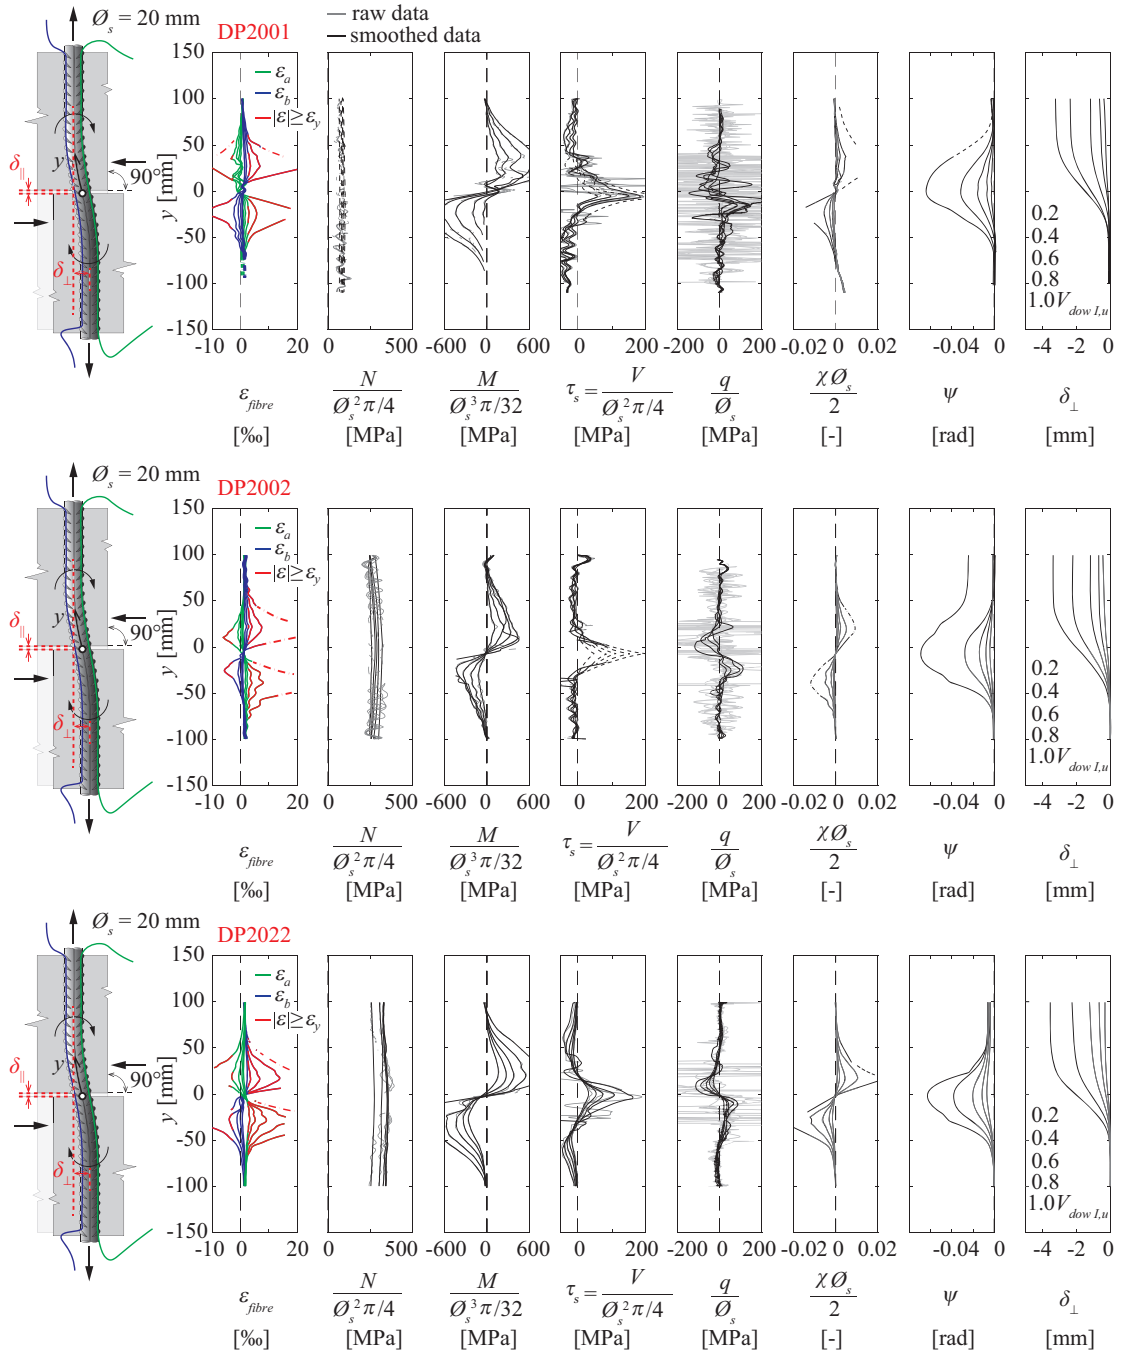 Ø_s = 20 mm
DP2001
raw data
smoothed data
ε_a
ε_b
|ε|≥ε_y
y [mm]
150
100
50
0
-50
-100
-150
δ_||
y
90°
δ_⊥
0.2
0.4
0.6
0.8
1.0V_dow I,u
-10 0 20
0 500
-600 0 600
0 200
-200 0 200
-0.02 0 0.02
-0.04 0
-4 -2 0
ε_fibre
N / Ø_s^2 π/4
M / Ø_s^3 π/32
τ_s = V / Ø_s^2 π/4
q / Ø_s
χØ_s / 2
ψ
δ_⊥
[‰] [MPa] [MPa] [MPa] [MPa] [-] [rad] [mm]
Ø_s = 20 mm
DP2002
ε_a
ε_b
|ε|≥ε_y
y [mm]
150
100
50
0
-50
-100
-150
δ_||
y
90°
δ_⊥
0.2
0.4
0.6
0.8
1.0V_dow I,u
-10 0 20
0 500
-600 0 600
0 200
-200 0 200
-0.02 0 0.02
-0.04 0
-4 -2 0
ε_fibre
N / Ø_s^2 π/4
M / Ø_s^3 π/32
τ_s = V / Ø_s^2 π/4
q / Ø_s
χØ_s / 2
ψ
δ_⊥
[‰] [MPa] [MPa] [MPa] [MPa] [-] [rad] [mm]
Ø_s = 20 mm
DP2022
ε_a
ε_b
|ε|≥ε_y
y [mm]
150
100
50
0
-50
-100
-150
δ_||
y
90°
δ_⊥
0.2
0.4
0.6
0.8
1.0V_dow I,u
-10 0 20
0 500
-600 0 600
0 200
-200 0 200
-0.02 0 0.02
-0.04 0
-4 -2 0
ε_fibre
N / Ø_s^2 π/4
M / Ø_s^3 π/32
τ_s = V / Ø_s^2 π/4
q / Ø_s
χØ_s / 2
ψ
δ_⊥
[‰] [MPa] [MPa] [MPa] [MPa] [-] [rad] [mm]